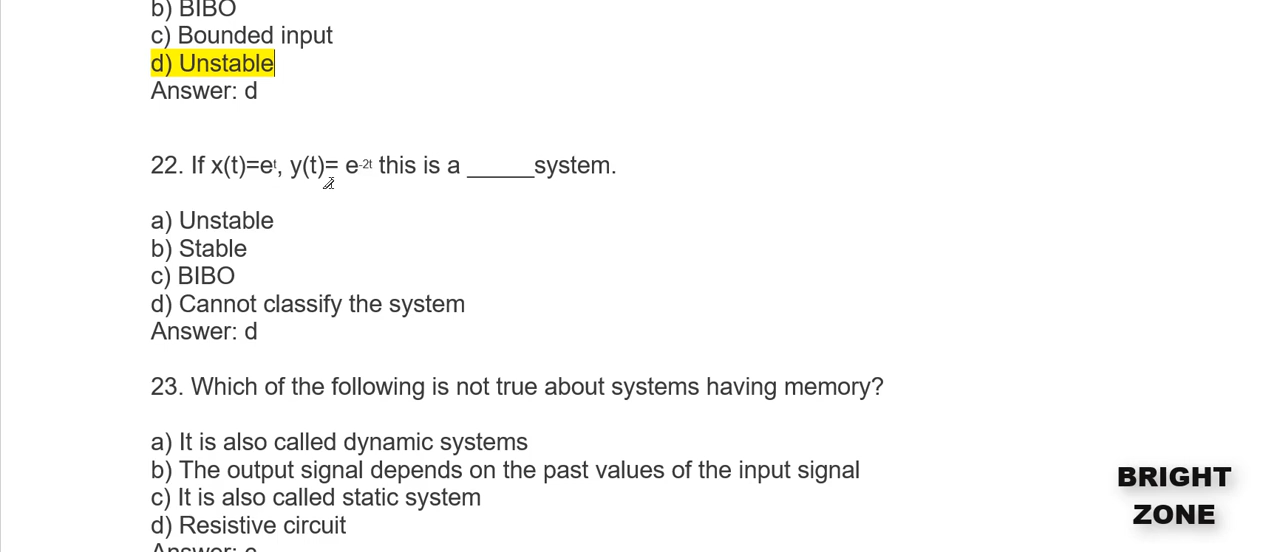 b) BIBO
c) Bounded input
d) Unstable
Answer: d
22. If x(t)=eᵗ, y(t)= e⁻²ᵗ this is a _____system.
a) Unstable
b) Stable
c) BIBO
d) Cannot classify the system
Answer: d
23. Which of the following is not true about systems having memory?
a) It is also called dynamic systems
b) The output signal depends on the past values of the input signal
c) It is also called static system
d) Resistive circuit
Answer: c
BRIGHT
ZONE